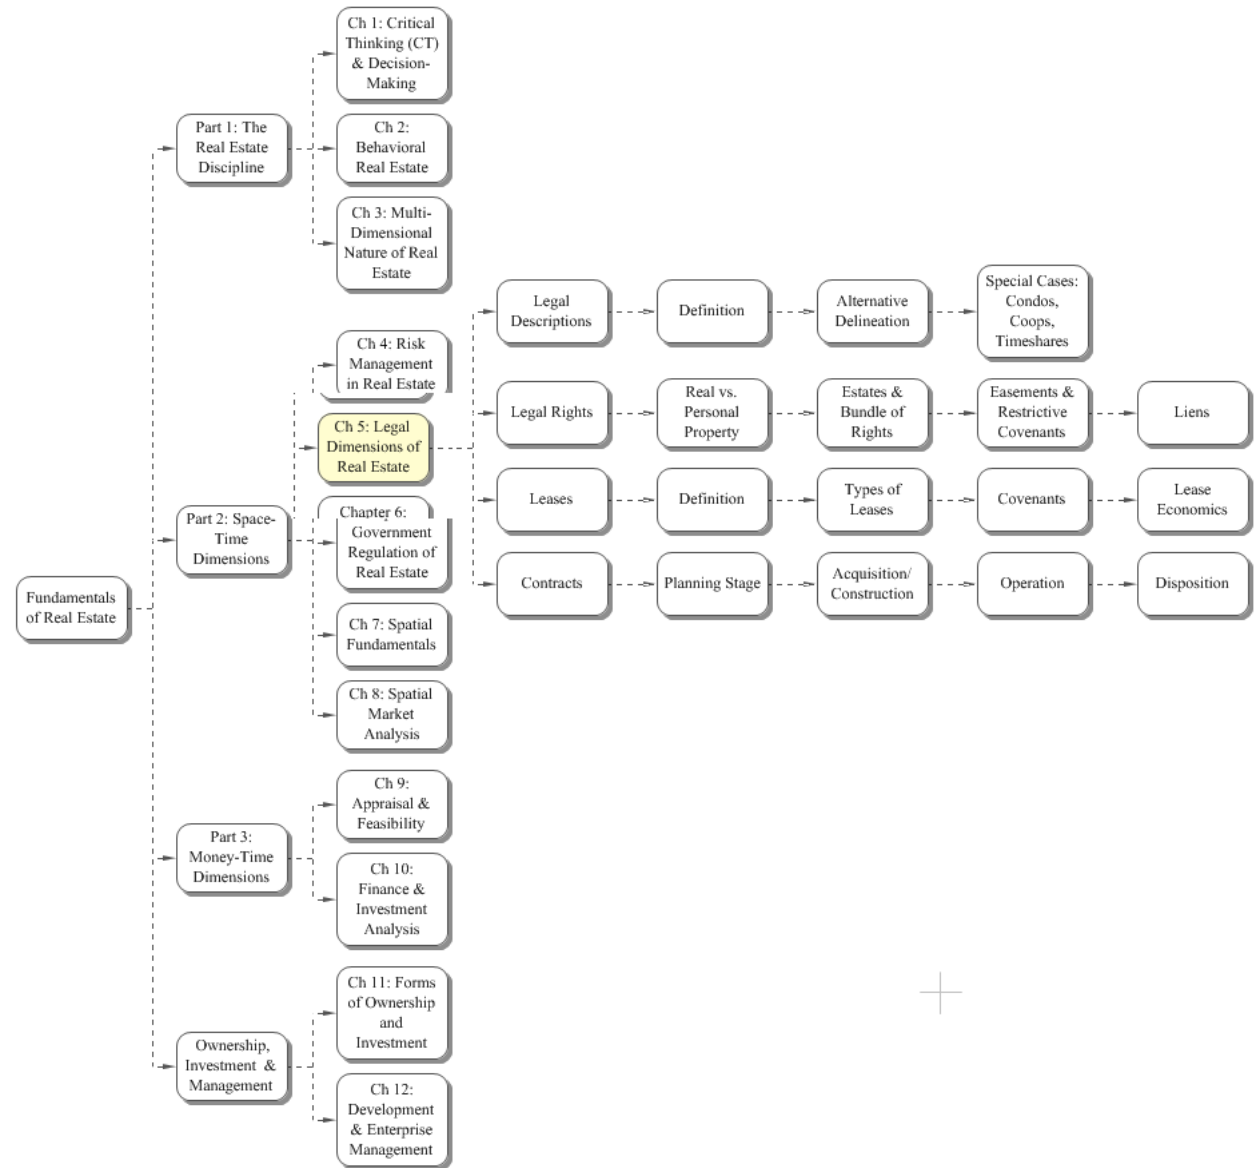 Fundamentals
of Real Estate
Part 1: The
Real Estate
Discipline
Ch 1: Critical
Thinking (CT)
& Decision-
Making
Ch 2:
Behavioral
Real Estate
Ch 3: Multi-
Dimensional
Nature of Real
Estate
Part 2: Space-
Time
Dimensions
Ch 4: Risk
Management
in Real Estate
Ch 5: Legal
Dimensions of
Real Estate
Legal
Descriptions
Definition
Alternative
Delineation
Special Cases:
Condos,
Coops,
Timeshares
Legal Rights
Real vs.
Personal
Property
Estates &
Bundle of
Rights
Easements &
Restrictive
Covenants
Liens
Leases
Definition
Types of
Leases
Covenants
Lease
Economics
Contracts
Planning Stage
Acquisition/
Construction
Operation
Disposition
Chapter 6:
Government
Regulation of
Real Estate
Ch 7: Spatial
Fundamentals
Ch 8: Spatial
Market
Analysis
Part 3:
Money-Time
Dimensions
Ch 9:
Appraisal &
Feasibility
Ch 10:
Finance &
Investment
Analysis
Ownership,
Investment &
Management
Ch 11: Forms
of Ownership
and
Investment
Ch 12:
Development
& Enterprise
Management